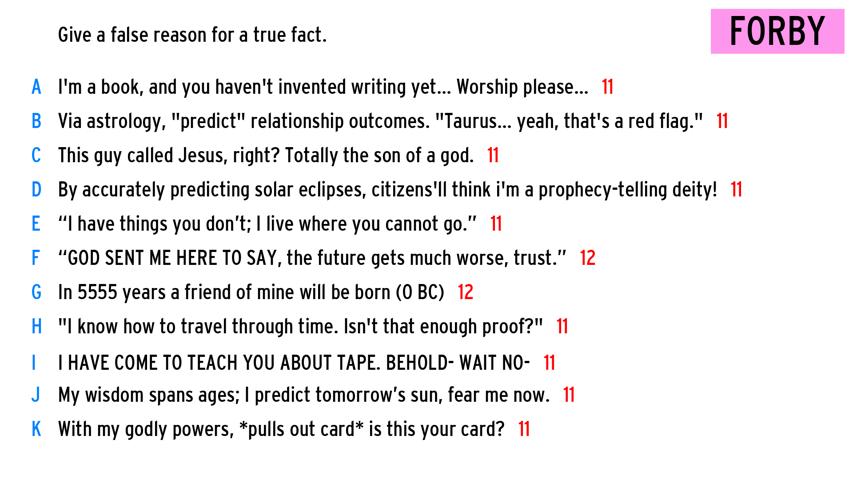 Give a false reason for a true fact.
FORBY
A I'm a book, and you haven't invented writing yet... Worship please... 11
B Via astrology, "predict" relationship outcomes. "Taurus... yeah, that's a red flag." 11
C This guy called Jesus, right? Totally the son of a god. 11
D By accurately predicting solar eclipses, citizens'll think i'm a prophecy-telling deity! 11
E “I have things you don’t; I live where you cannot go.” 11
F “GOD SENT ME HERE TO SAY, the future gets much worse, trust.” 12
G In 5555 years a friend of mine will be born (0 BC) 12
H "I know how to travel through time. Isn't that enough proof?" 11
I I HAVE COME TO TEACH YOU ABOUT TAPE. BEHOLD- WAIT NO- 11
J My wisdom spans ages; I predict tomorrow’s sun, fear me now. 11
K With my godly powers, *pulls out card* is this your card? 11